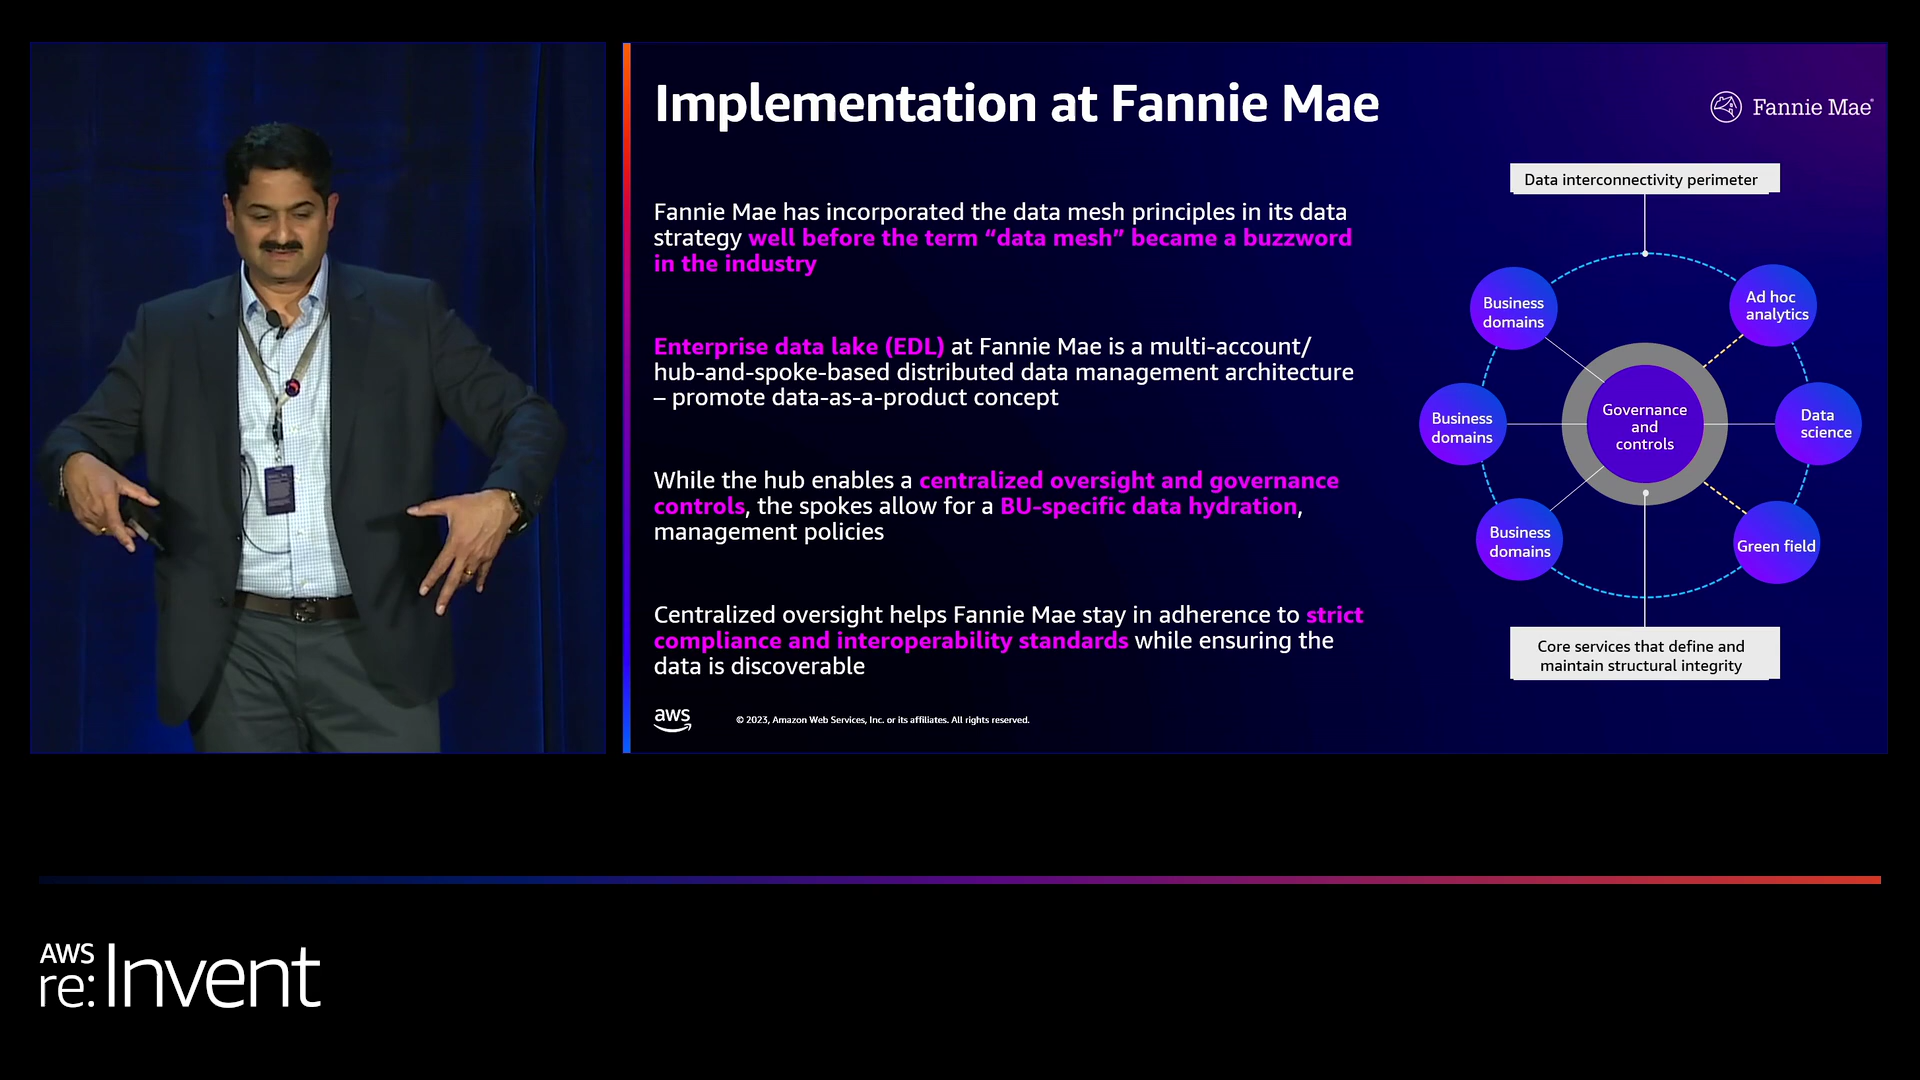 Implementation at Fannie Mae
Fannie Mae
Fannie Mae has incorporated the data mesh principles in its data
strategy well before the term “data mesh” became a buzzword
in the industry
Enterprise data lake (EDL) at Fannie Mae is a multi-account/
hub-and-spoke-based distributed data management architecture
– promote data-as-a-product concept
While the hub enables a centralized oversight and governance
controls, the spokes allow for a BU-specific data hydration,
management policies
Centralized oversight helps Fannie Mae stay in adherence to strict
compliance and interoperability standards while ensuring the
data is discoverable
Data interconnectivity perimeter
Business
domains
Ad hoc
analytics
Business
domains
Governance
and
controls
Data
science
Business
domains
Green field
Core services that define and
maintain structural integrity
aws
© 2023, Amazon Web Services, Inc. or its affiliates. All rights reserved.
AWS
re:Invent